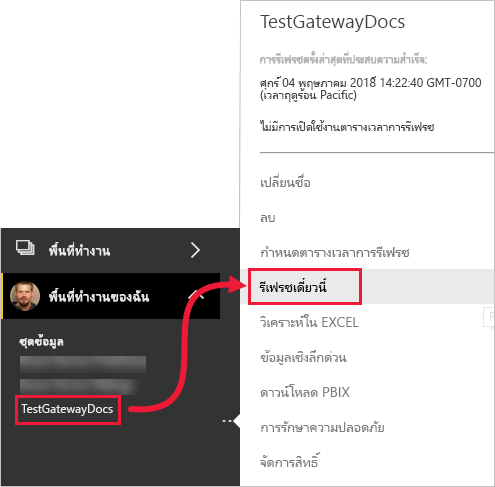 TestGatewayDocs
การรีเฟรชครั้งล่าสุดที่ประสบความสำเร็จ:
ศุกร์ 04 พฤษภาคม 2018 14:22:40 GMT-0700
(เวลาฤดูร้อน Pacific)
ไม่มีการเปิดใช้งานตารางเวลาการรีเฟรช
เปลี่ยนชื่อ
ลบ
กำหนดตารางเวลาการรีเฟรช
รีเฟรชเดี๋ยวนี้
วิเคราะห์ใน EXCEL
ข้อมูลเชิงลึกด่วน
ดาวน์โหลด PBIX
การรักษาความปลอดภัย
จัดการสิทธิ์
พื้นที่ทำงาน
พื้นที่ทำงานของฉัน
ชุดข้อมูล
TestGatewayDocs